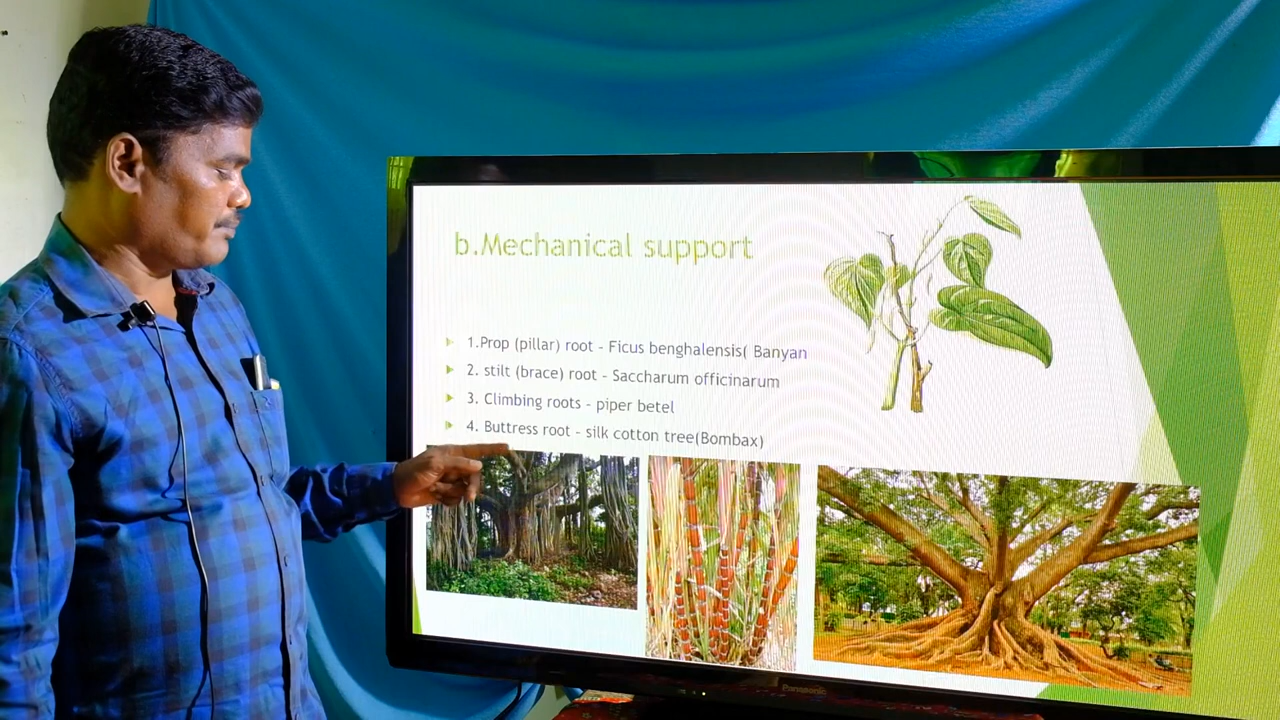 b.Mechanical support
1.Prop (pillar) root - Ficus benghalensis( Banyan
2. stilt (brace) root - Saccharum officinarum
3. Climbing roots - piper betel
4. Buttress root - silk cotton tree(Bombax)
Panasonic